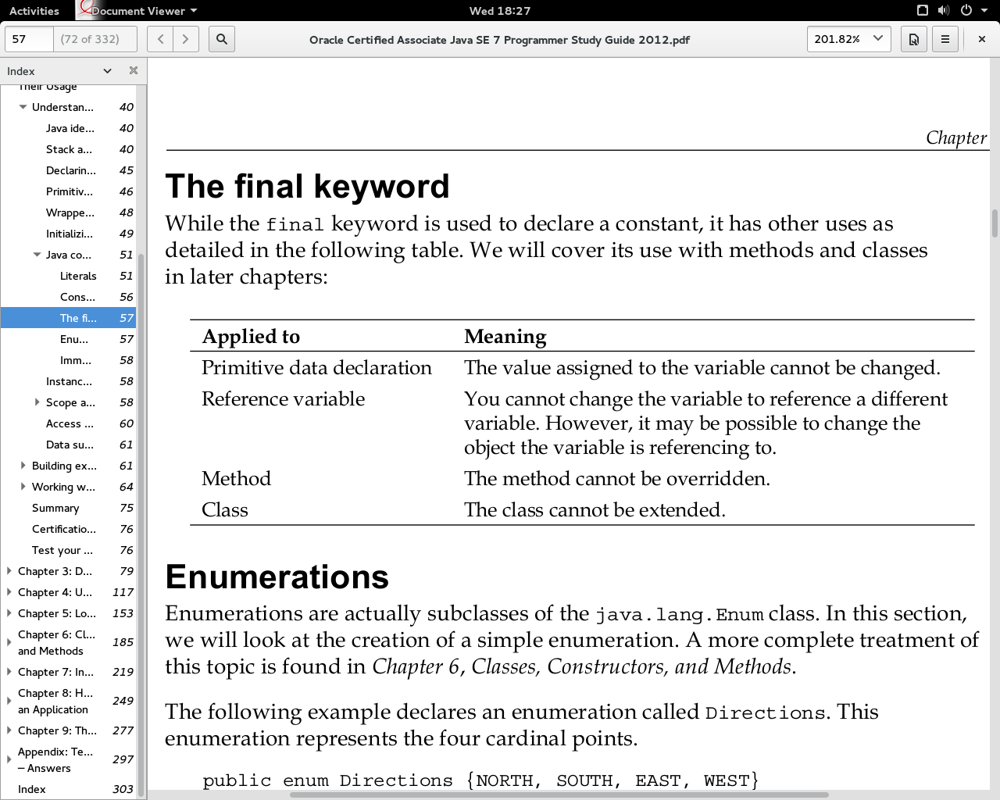 Activities
Document Viewer
Wed 18:27
57 (72 of 332)
Oracle Certified Associate Java SE 7 Programmer Study Guide 2012.pdf
201.82%
Index
Their Usage
Understan... 40
Java ide... 40
Stack a... 40
Declarin... 45
Primitiv... 46
Wrappe... 48
Initializi... 49
Java co... 51
Literals 51
Cons... 56
The fi... 57
Enu... 57
Imm... 58
Instanc... 58
Scope a... 58
Access ... 60
Data su... 61
Building ex... 61
Working w... 64
Summary 75
Certificatio... 76
Test your ... 76
Chapter 3: D... 79
Chapter 4: U... 117
Chapter 5: Lo... 153
Chapter 6: Cl...
and Methods 185
Chapter 7: In... 219
Chapter 8: H...
an Application 249
Chapter 9: Th... 277
Appendix: Te...
– Answers 297
Index 303
Chapter
The final keyword
While the final keyword is used to declare a constant, it has other uses as
detailed in the following table. We will cover its use with methods and classes
in later chapters:
Applied to Meaning
Primitive data declaration The value assigned to the variable cannot be changed.
Reference variable You cannot change the variable to reference a different
variable. However, it may be possible to change the
object the variable is referencing to.
Method The method cannot be overridden.
Class The class cannot be extended.
Enumerations
Enumerations are actually subclasses of the java.lang.Enum class. In this section,
we will look at the creation of a simple enumeration. A more complete treatment of
this topic is found in Chapter 6, Classes, Constructors, and Methods.
The following example declares an enumeration called Directions. This
enumeration represents the four cardinal points.
public enum Directions {NORTH, SOUTH, EAST, WEST}